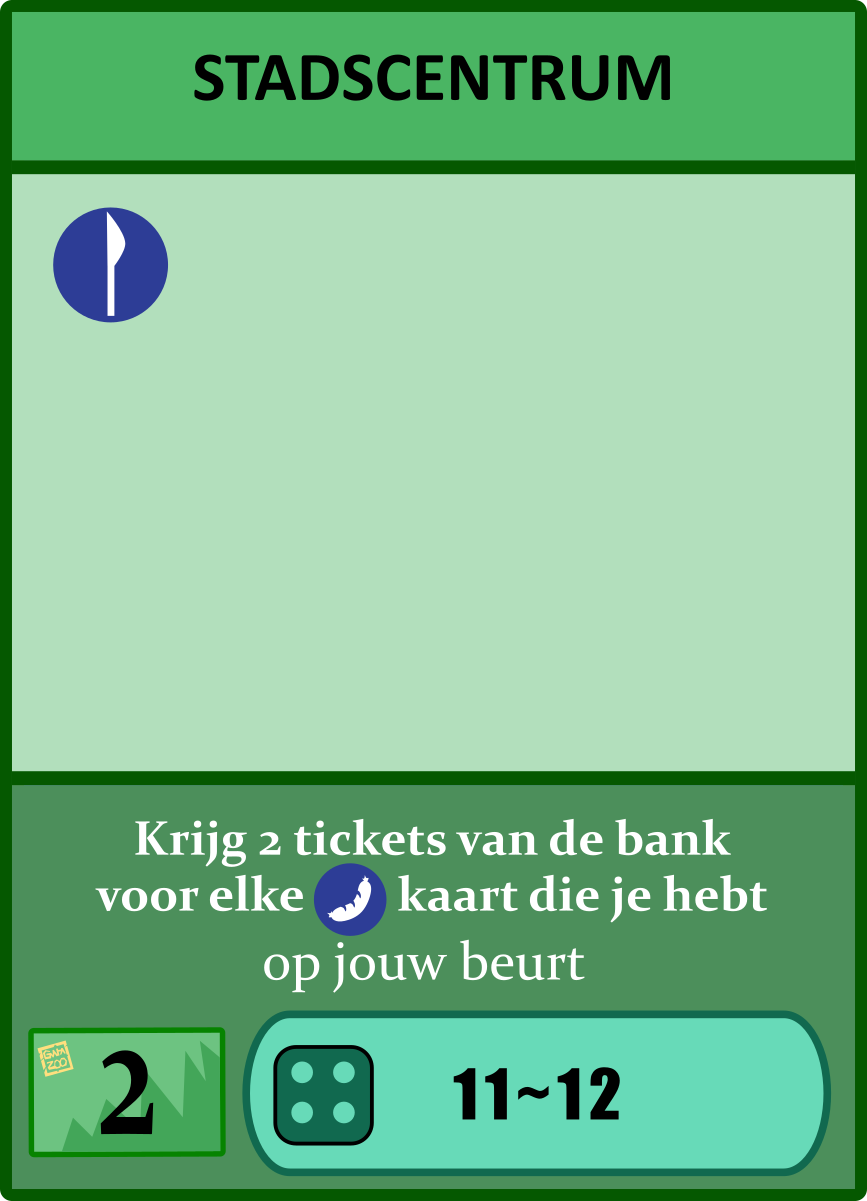 STADSCENTRUM
Krijg 2 tickets van de bank
voor elke kaart die je hebt
op jouw beurt
GAM
ZOO
2
11~12